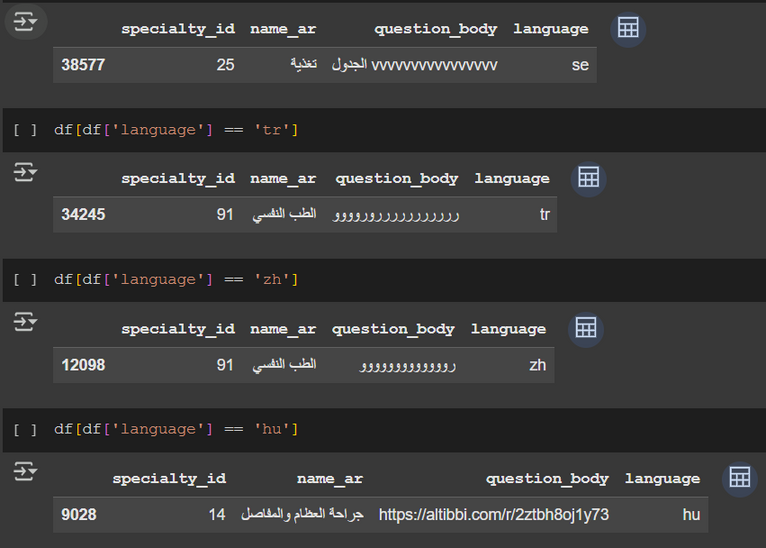 specialty_id name_ar question_body language
38577 25 تغذية الجدول vvvvvvvvvvvvvvvv se
[ ] df[df['language'] == 'tr']
specialty_id name_ar question_body language
34245 91 الطب النفسي ررررررررررروروووو tr
[ ] df[df['language'] == 'zh']
specialty_id name_ar question_body language
12098 91 الطب النفسي روووووووووووو zh
[ ] df[df['language'] == 'hu']
specialty_id name_ar question_body language
9028 14 جراحة العظام والمفاصل https://altibbi.com/r/2ztbh8oj1y73 hu